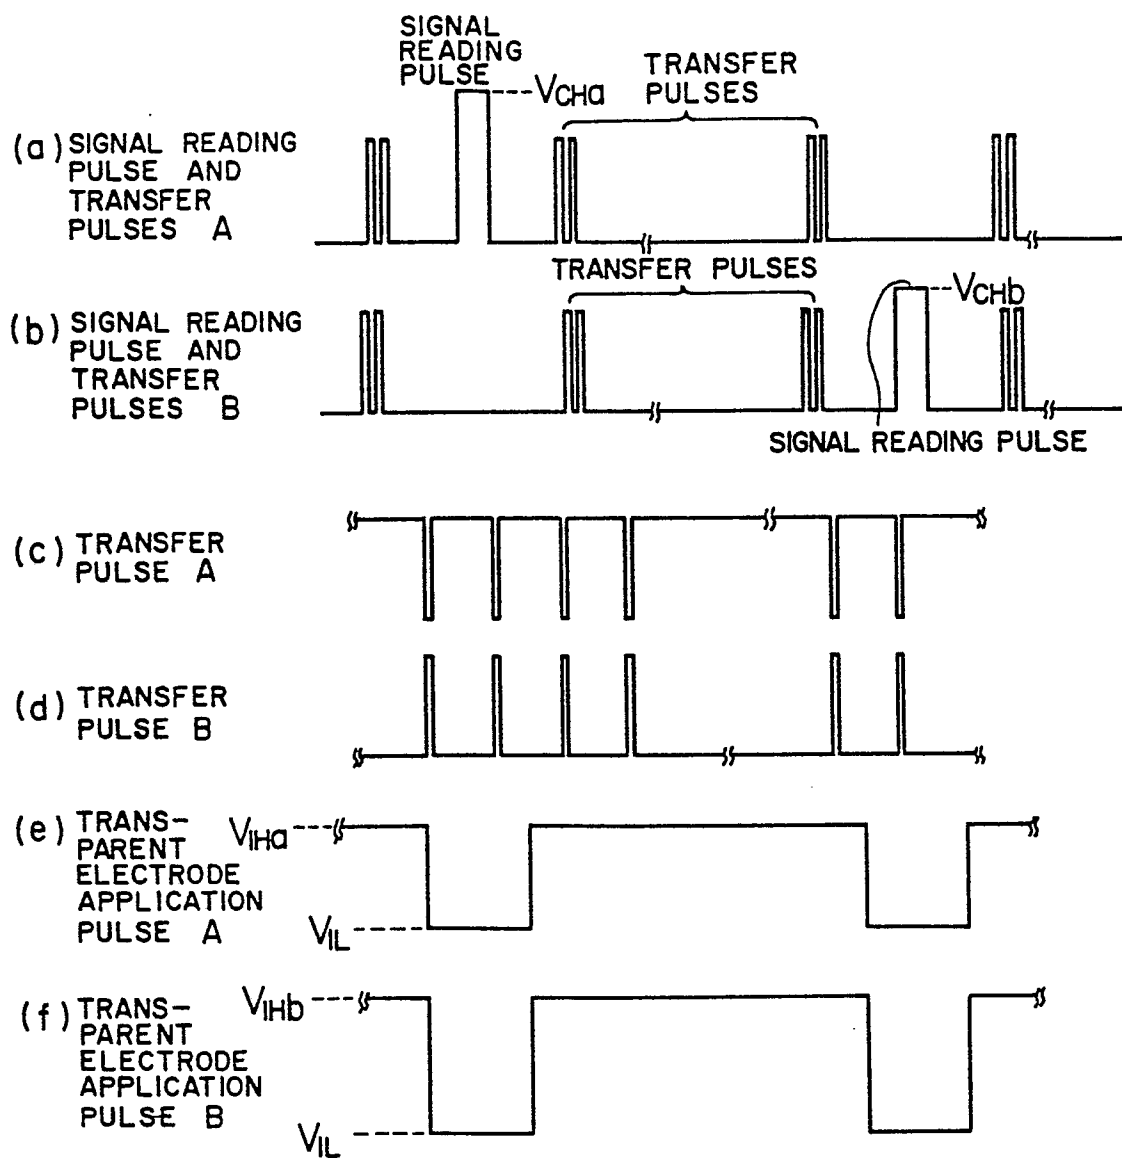 SIGNAL
READING
PULSE
VCHa
TRANSFER
PULSES
(a) SIGNAL READING
PULSE AND
TRANSFER
PULSES A
TRANSFER PULSES
VCHb
(b) SIGNAL READING
PULSE AND
TRANSFER
PULSES B
SIGNAL READING PULSE
(c) TRANSFER
PULSE A
(d) TRANSFER
PULSE B
(e) TRANS-
PARENT
ELECTRODE
APPLICATION
PULSE A
VIHa
VIL
(f) TRANS-
PARENT
ELECTRODE
APPLICATION
PULSE B
VIHb
VIL